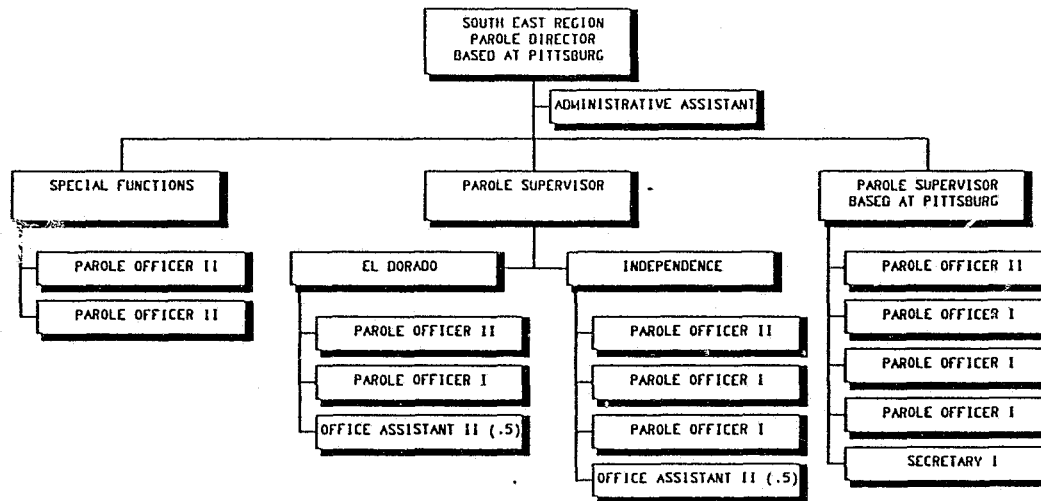 SOUTH EAST REGION
PAROLE DIRECTOR
BASED AT PITTSBURG
ADMINISTRATIVE ASSISTANT
SPECIAL FUNCTIONS
PAROLE OFFICER II
PAROLE OFFICER II
PAROLE SUPERVISOR
EL DORADO
PAROLE OFFICER II
PAROLE OFFICER I
OFFICE ASSISTANT II (.5)
INDEPENDENCE
PAROLE OFFICER II
PAROLE OFFICER I
PAROLE OFFICER I
OFFICE ASSISTANT II (.5)
PAROLE SUPERVISOR
BASED AT PITTSBURG
PAROLE OFFICER II
PAROLE OFFICER I
PAROLE OFFICER I
PAROLE OFFICER I
SECRETARY I